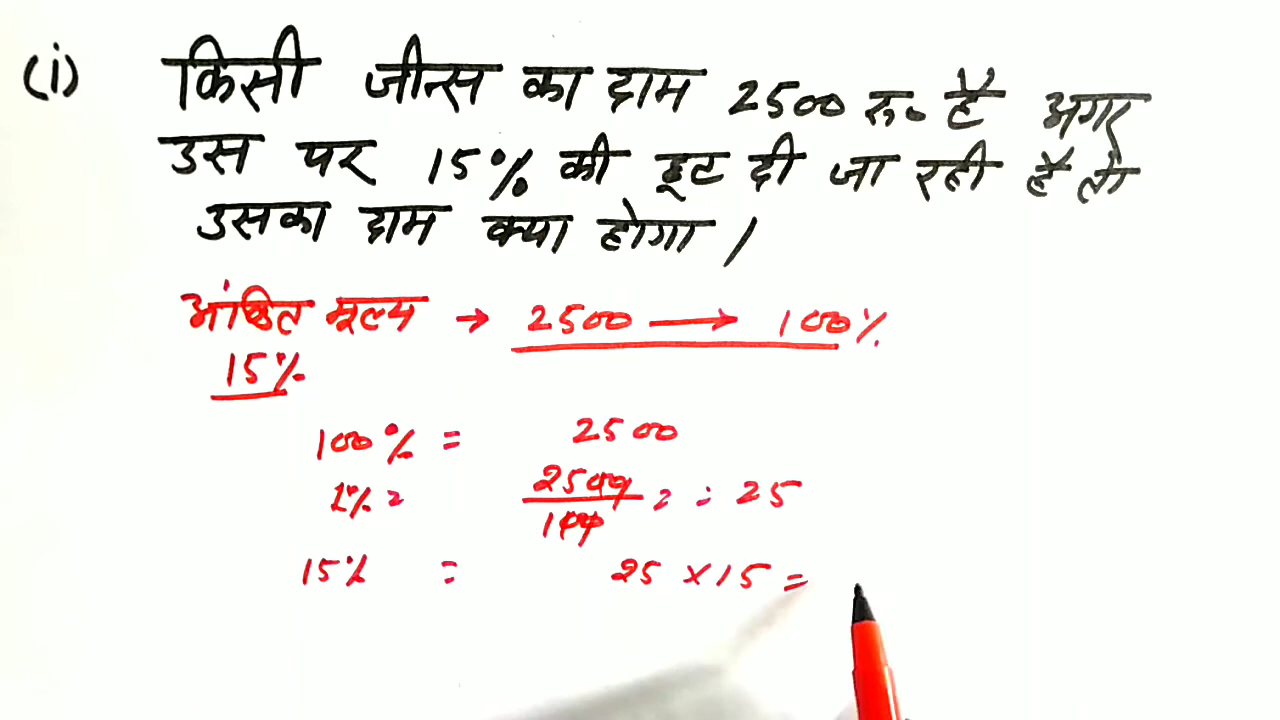 (i) किसी जीन्स का दाम 2500 रु. है अगर
उस पर 15% की छूट दी जा रही है तो
उसका दाम क्या होगा /
अंकित मूल्य → 2500 → 100%
15%
100% = 2500
1% = 2500/100 = = 25
15% = 25 × 15 =